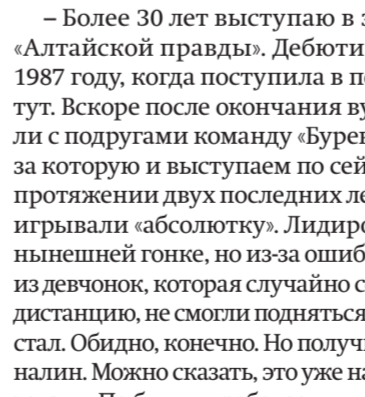 – Более 30 лет выступаю в з
«Алтайской правды». Дебюти
1987 году, когда поступила в п
тут. Вскоре после окончания ву
ли с подругами команду «Бурен
за которую и выступаем по сей
протяжении двух последних ле
игрывали «абсолютку». Лидиро
нынешней гонке, но из-за ошиб
из девчонок, которая случайно с
дистанцию, не смогли подняться
стал. Обидно, конечно. Но получ
налин. Можно сказать, это уже на